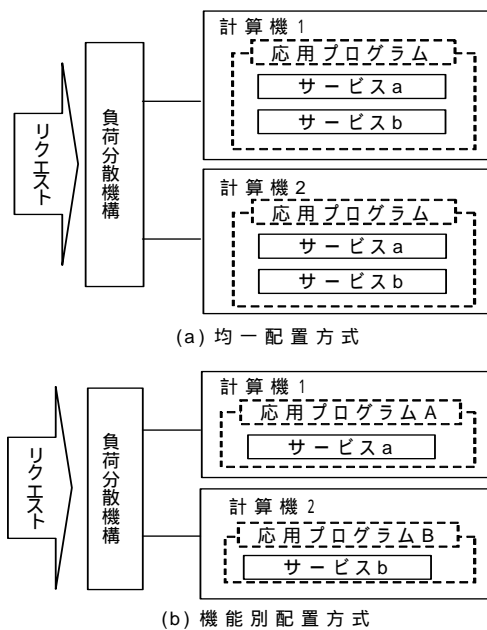 計算機1
応用プログラム
サービスa
サービスb
リクエスト
負荷分散機構
計算機2
応用プログラム
サービスa
サービスb
(a) 均一配置方式
計算機1
応用プログラムA
サービスa
リクエスト
負荷分散機構
計算機2
応用プログラムB
サービスb
(b) 機能別配置方式